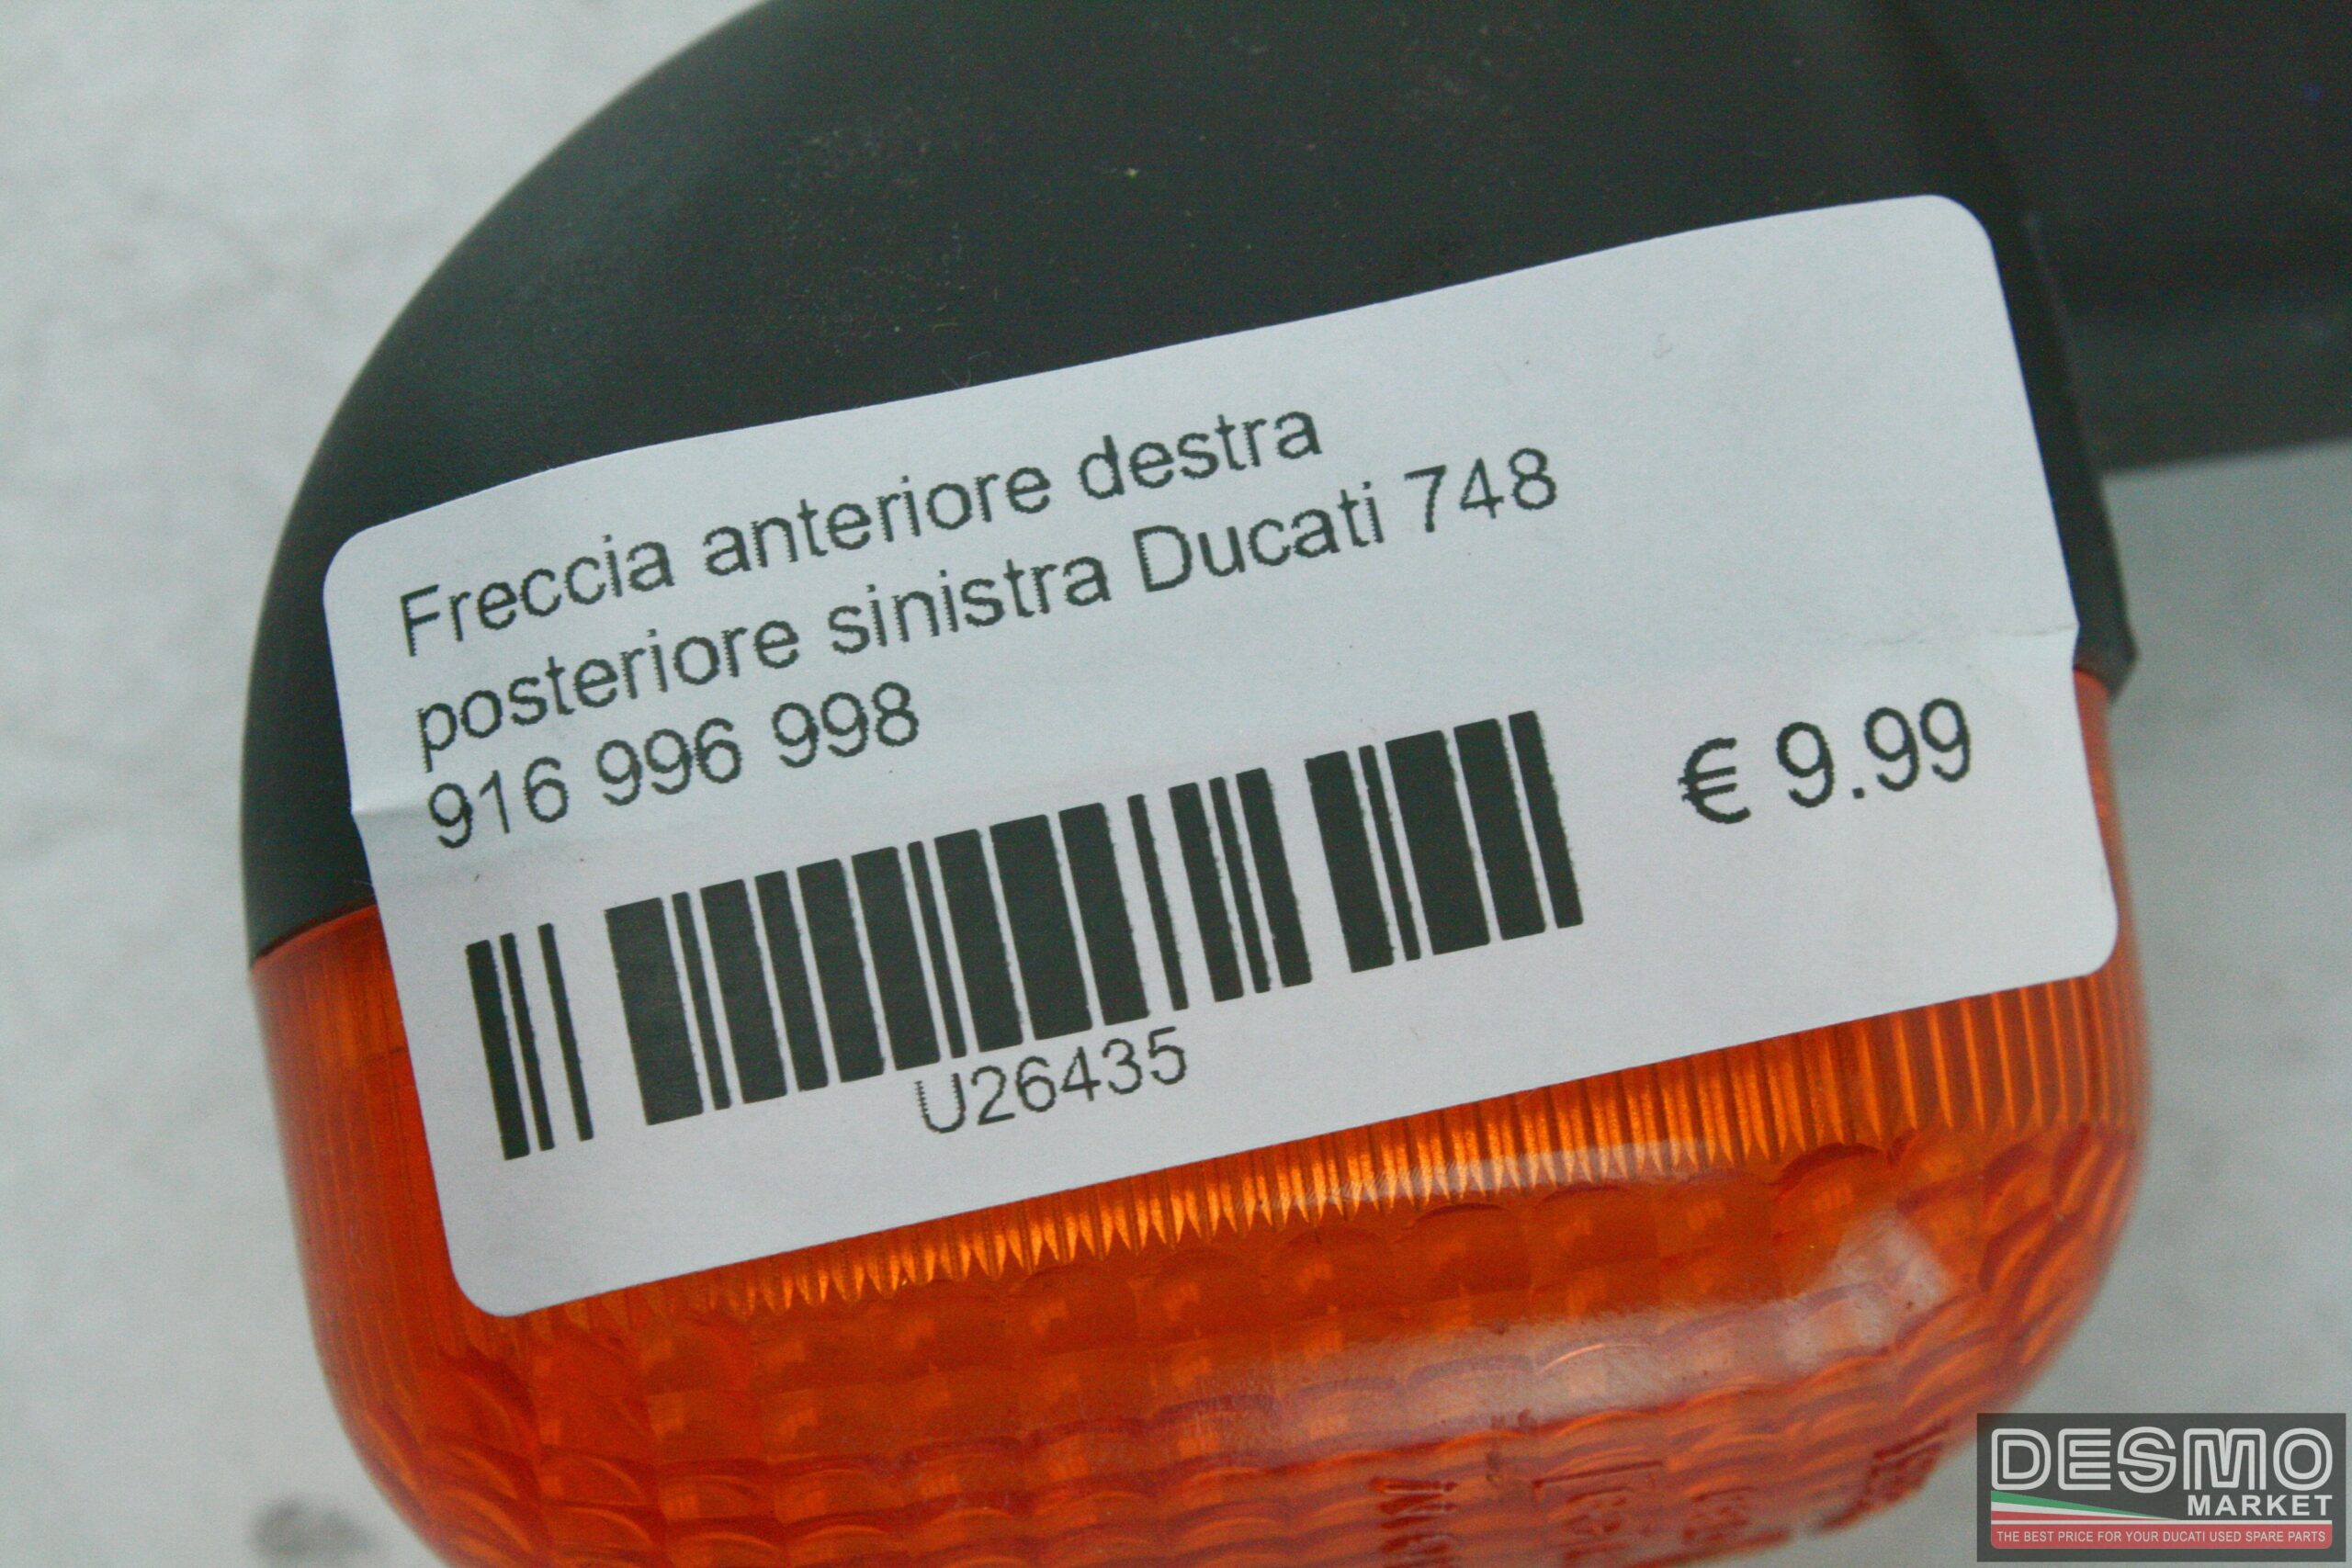 Freccia anteriore destra
posteriore sinistra Ducati 748
916 996 998
€ 9.99
U26435
DESMO
MARKET
THE BEST PRICE FOR YOUR DUCATI USED SPARE PARTS